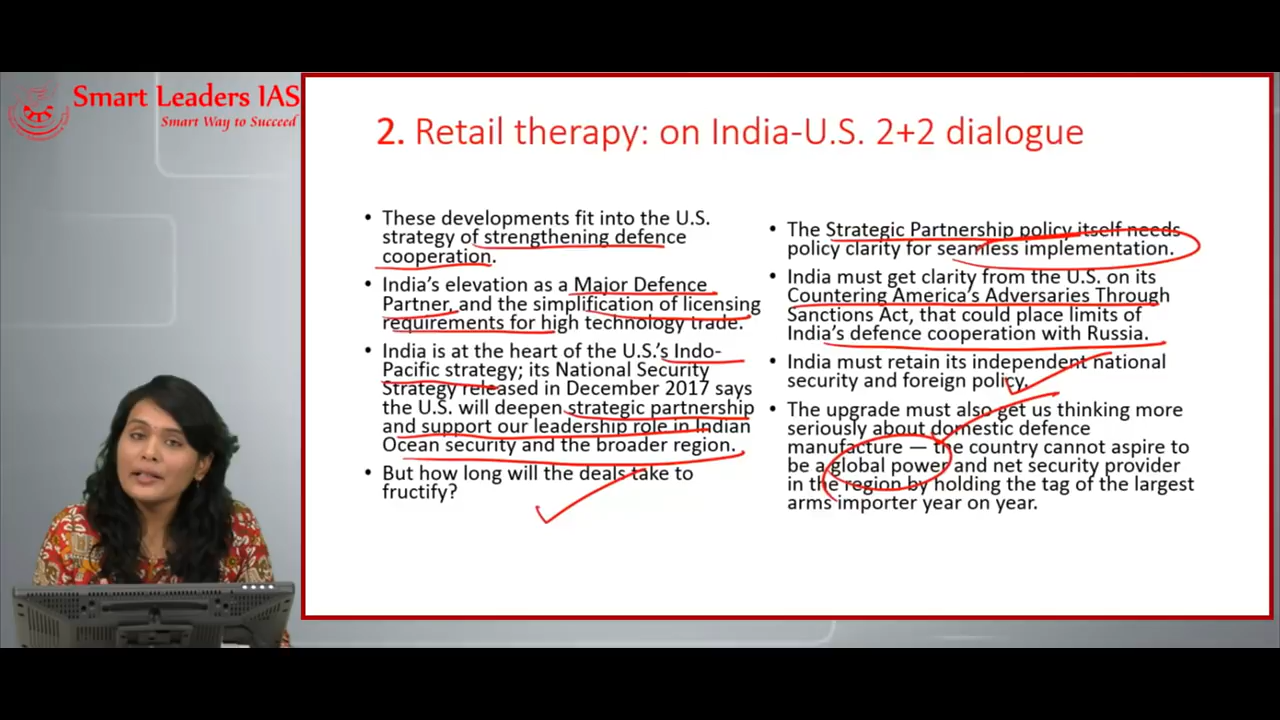 Smart Leaders IAS
Smart Way to Succeed
2. Retail therapy: on India-U.S. 2+2 dialogue
• These developments fit into the U.S.
strategy of strengthening defence
cooperation.
• India's elevation as a Major Defence
Partner, and the simplification of licensing
requirements for high technology trade.
• India is at the heart of the U.S.'s Indo-
Pacific strategy; its National Security
Strategy released in December 2017 says
the U.S. will deepen strategic partnership
and support our leadership role in Indian
Ocean security and the broader region.
• But how long will the deals take to
fructify?
• The Strategic Partnership policy itself needs
policy clarity for seamless implementation.
• India must get clarity from the U.S. on its
Countering America's Adversaries Through
Sanctions Act, that could place limits of
India's defence cooperation with Russia.
• India must retain its independent national
security and foreign policy.
• The upgrade must also get us thinking more
seriously about domestic defence
manufacture — the country cannot aspire to
be a global power and net security provider
in the region by holding the tag of the largest
arms importer year on year.